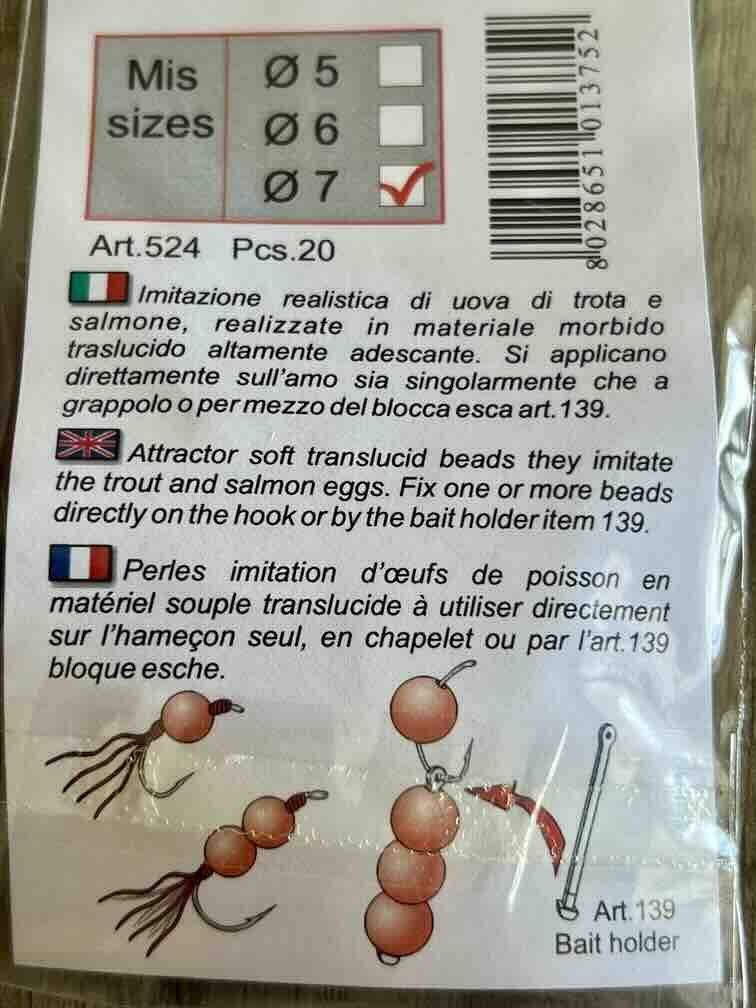 Mis sizes
Ø 5
Ø 6
Ø 7
8028651013752
Art.524 Pcs.20
Imitazione realistica di uova di trota e
salmone, realizzate in materiale morbido
traslucido altamente adescante. Si applicano
direttamente sull'amo sia singolarmente che a
grappolo o per mezzo del blocca esca art.139.
Attractor soft translucid beads they imitate
the trout and salmon eggs. Fix one or more beads
directly on the hook or by the bait holder item 139.
Perles imitation d'œufs de poisson en
matériel souple translucide à utiliser directement
sur l'hameçon seul, en chapelet ou par l'art.139
bloque esche.
Art.139
Bait holder